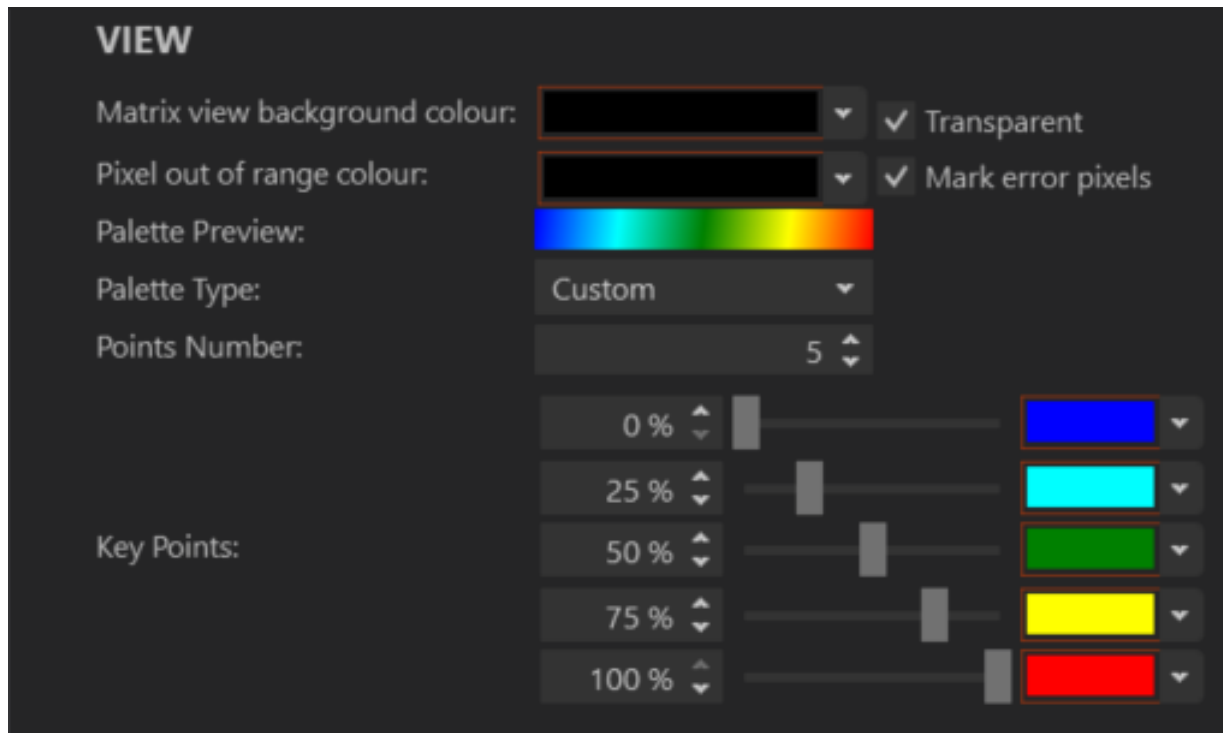 VIEW
Matrix view background colour: Transparent
Pixel out of range colour: Mark error pixels
Palette Preview:
Palette Type: Custom
Points Number: 5
0 %
25 %
Key Points: 50 %
75 %
100 %